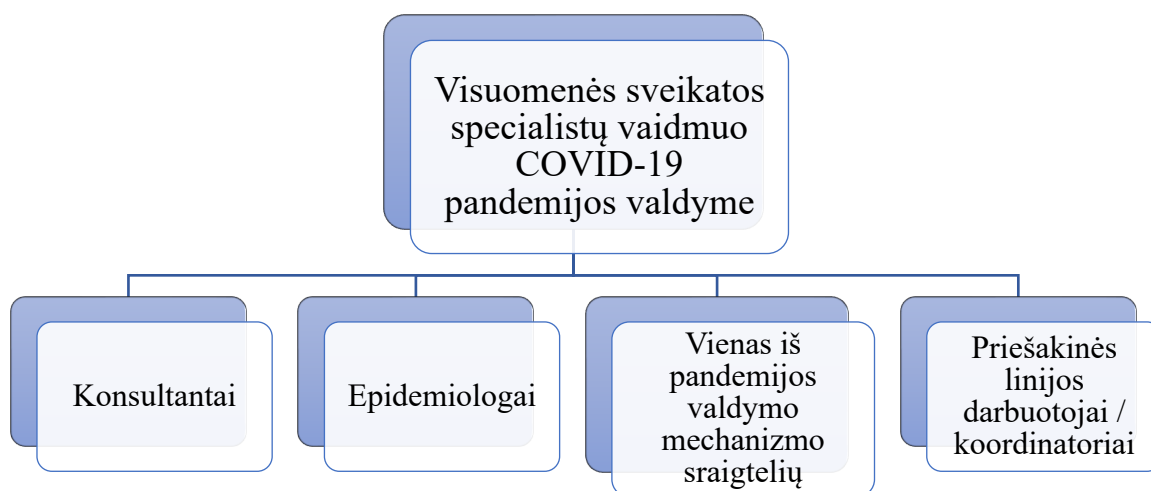 Visuomenės sveikatos
specialistų vaidmuo
COVID-19
pandemijos valdyme
Konsultantai
Epidemiologai
Vienas iš
pandemijos
valdymo
mechanizmo
sraigtelių
Priešakinės
linijos
darbuotojai /
koordinatoriai